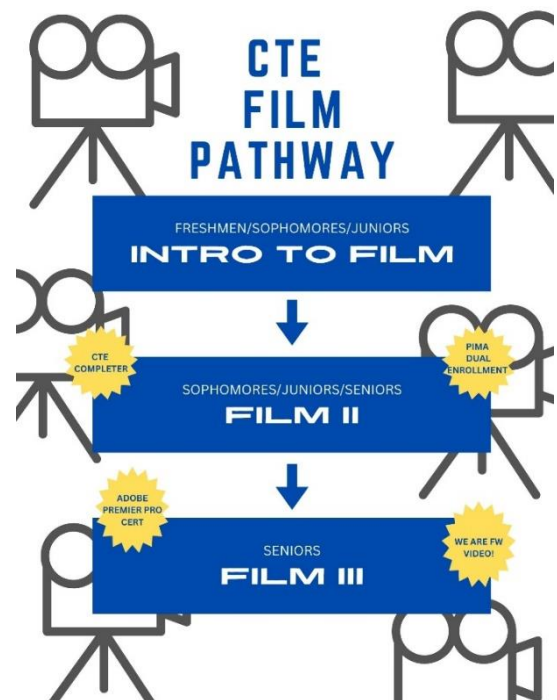 CTE
FILM
PATHWAY
FRESHMEN/SOPHOMORES/JUNIORS
INTRO TO FILM
CTE
COMPLETER
PIMA
DUAL
ENROLLMENT
SOPHOMORES/JUNIORS/SENIORS
FILM II
ADOBE
PREMIER PRO
CERT
WE ARE FW
VIDEO!
SENIORS
FILM III